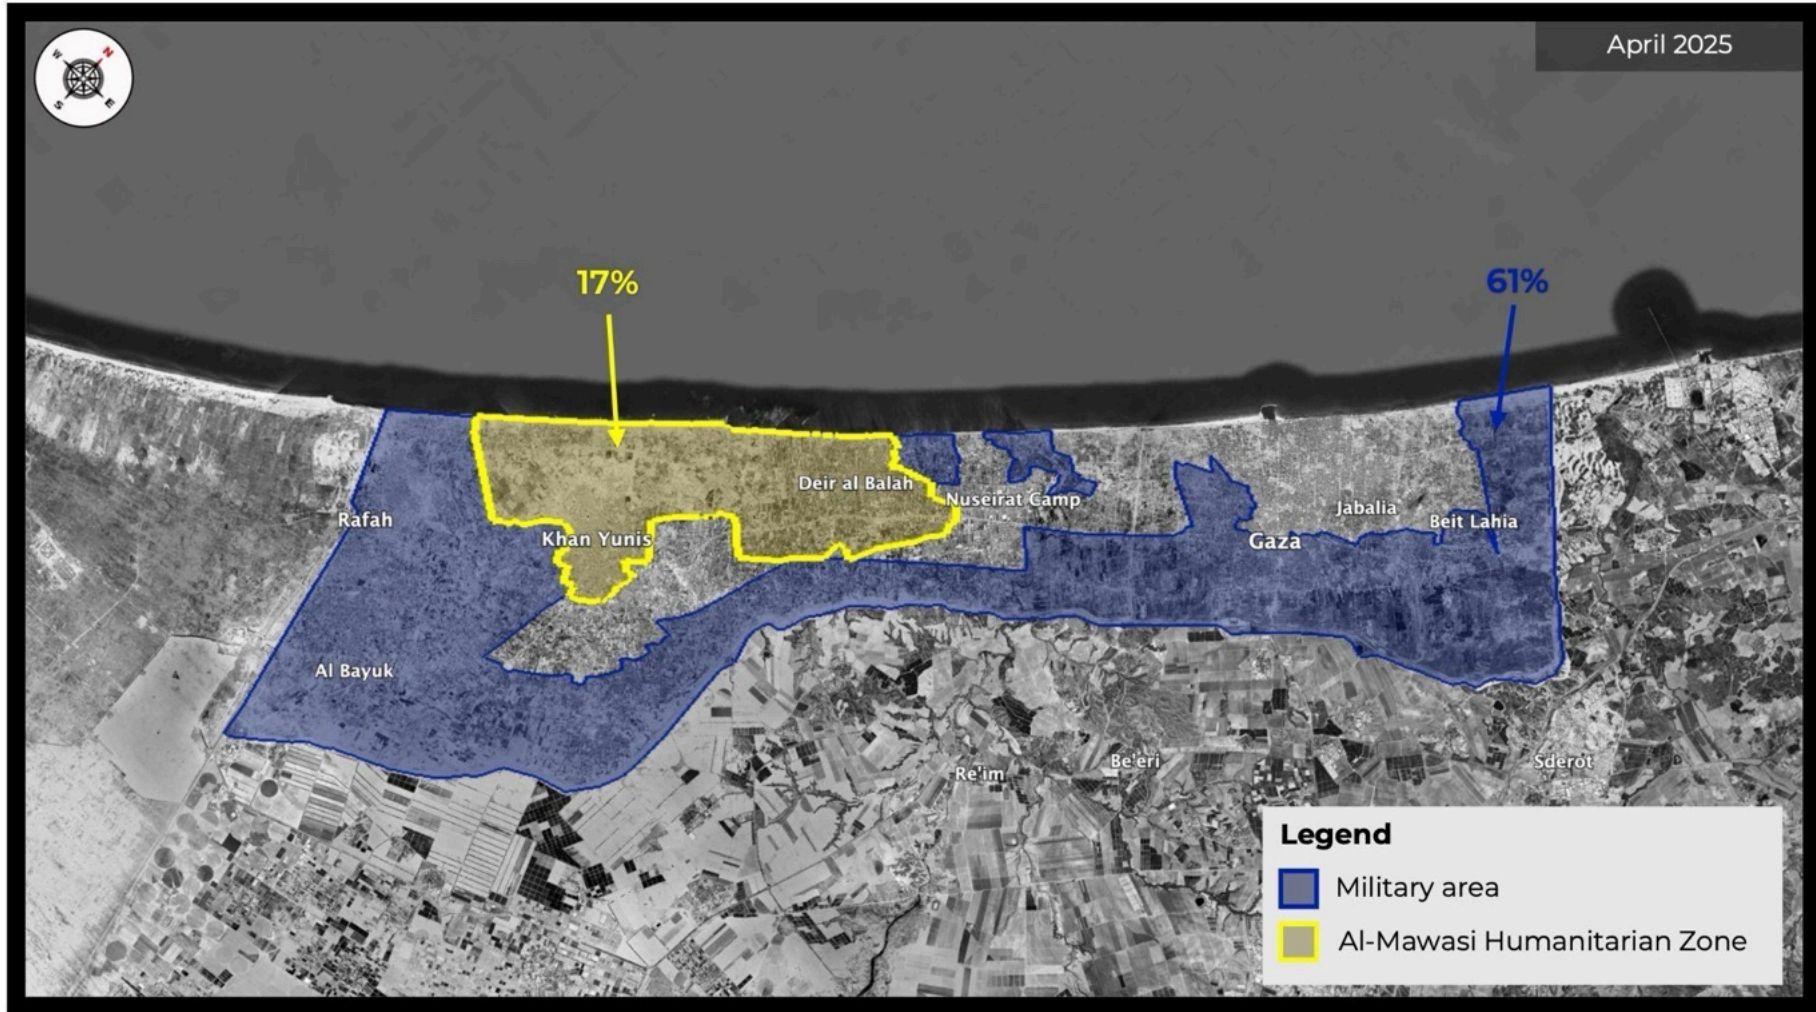 April 2025
W
N
S
E
17%
61%
Deir al Balah
Nuseirat Camp
Rafah
Khan Yunis
Jabalia
Beit Lahia
Gaza
Al Bayuk
Re'im
Be'eri
Sderot
Legend
Military area
Al-Mawasi Humanitarian Zone